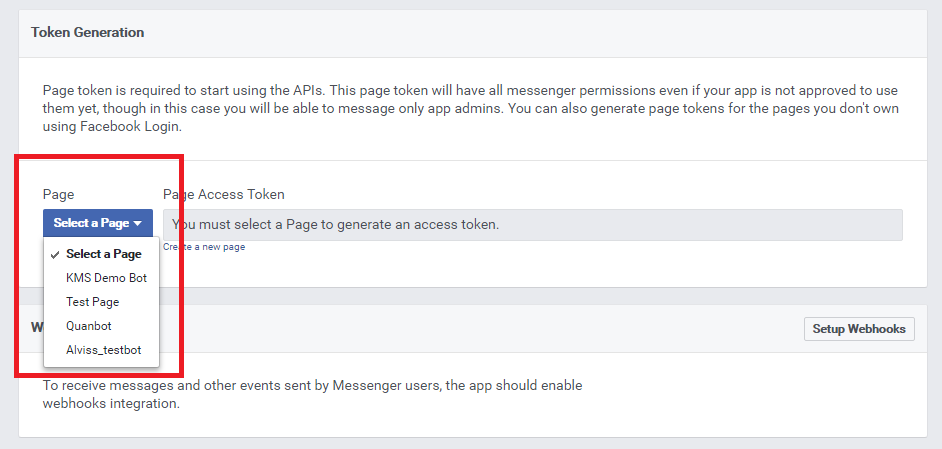 Token Generation
Page token is required to start using the APIs. This page token will have all messenger permissions even if your app is not approved to use
them yet, though in this case you will be able to message only app admins. You can also generate page tokens for the pages you don't own
using Facebook Login.
Page
Page Access Token
Select a Page
You must select a Page to generate an access token.
Create a new page
Select a Page
KMS Demo Bot
Test Page
Quanbot
Alviss_testbot
W
Setup Webhooks
To receive messages and other events sent by Messenger users, the app should enable
webhooks integration.